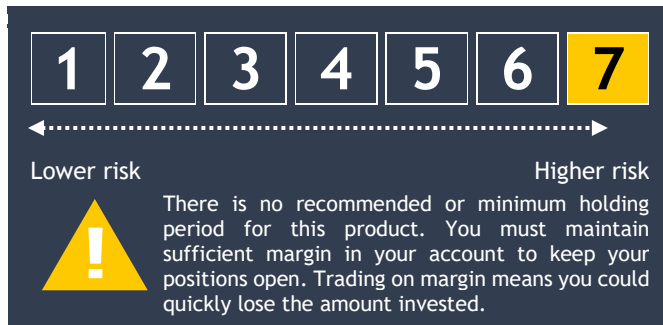 1 2 3 4 5 6 7
Lower risk Higher risk
!
There is no recommended or minimum holding
period for this product. You must maintain
sufficient margin in your account to keep your
positions open. Trading on margin means you could
quickly lose the amount invested.